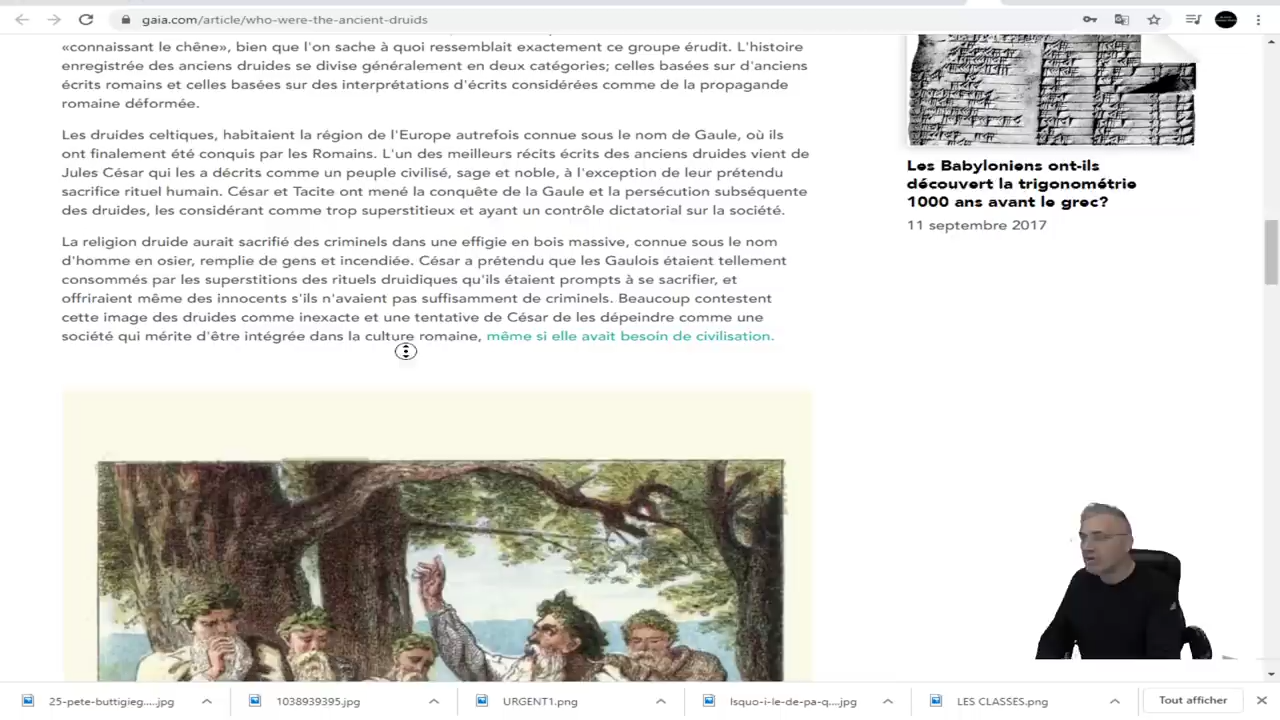 gaia.com/article/who-were-the-ancient-druids
«connaissant le chêne», bien que l'on sache à quoi ressemblait exactement ce groupe érudit. L'histoire
enregistrée des anciens druides se divise généralement en deux catégories; celles basées sur d'anciens
écrits romains et celles basées sur des interprétations d'écrits considérées comme de la propagande
romaine déformée.
Les druides celtiques, habitaient la région de l'Europe autrefois connue sous le nom de Gaule, où ils
ont finalement été conquis par les Romains. L'un des meilleurs récits écrits des anciens druides vient de
Jules César qui les a décrits comme un peuple civilisé, sage et noble, à l'exception de leur prétendu
sacrifice rituel humain. César et Tacite ont mené la conquête de la Gaule et la persécution subséquente
des druides, les considérant comme trop superstitieux et ayant un contrôle dictatorial sur la société.
La religion druide aurait sacrifié des criminels dans une effigie en bois massive, connue sous le nom
d'homme en osier, remplie de gens et incendiée. César a prétendu que les Gaulois étaient tellement
consommés par les superstitions des rituels druidiques qu'ils étaient prompts à se sacrifier, et
offriraient même des innocents s'ils n'avaient pas suffisamment de criminels. Beaucoup contestent
cette image des druides comme inexacte et une tentative de César de les dépeindre comme une
société qui mérite d'être intégrée dans la culture romaine, même si elle avait besoin de civilisation.
Les Babyloniens ont-ils
découvert la trigonométrie
1000 ans avant le grec?
11 septembre 2017
25-pete-buttigieg....jpg
1038939395.jpg
URGENT1.png
Isquo-i-le-de-pa-q....jpg
LES CLASSES.png
Tout afficher